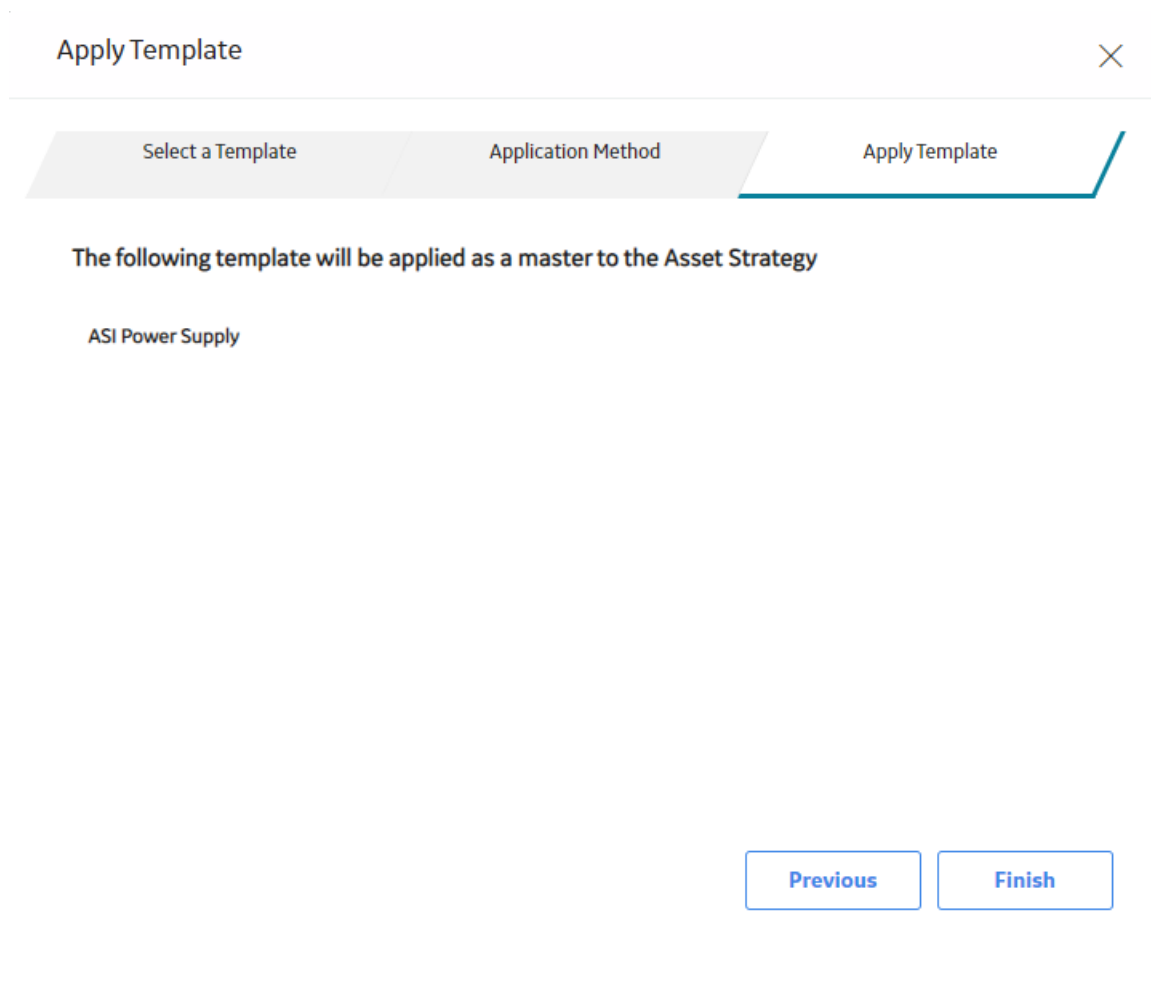 Apply Template
Select a Template
Application Method
Apply Template
The following template will be applied as a master to the Asset Strategy
ASI Power Supply
Previous
Finish